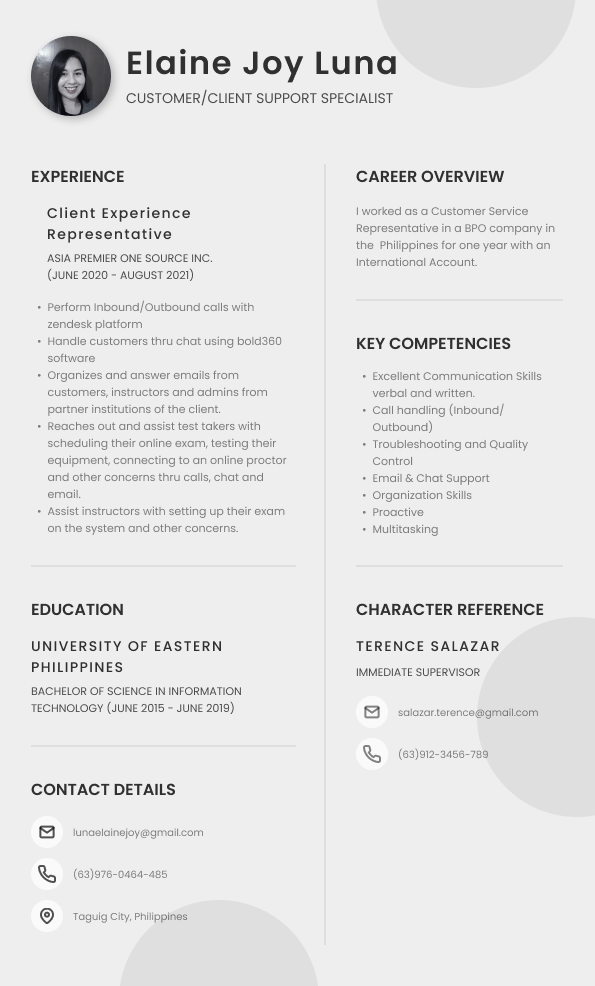 Elaine Joy Luna
CUSTOMER/CLIENT SUPPORT SPECIALIST
EXPERIENCE
Client Experience
Representative
ASIA PREMIER ONE SOURCE INC.
(JUNE 2020 - AUGUST 2021)
• Perform Inbound/Outbound calls with
zendesk platform
• Handle customers thru chat using bold360
software
• Organizes and answer emails from
customers, instructors and admins from
partner institutions of the client.
• Reaches out and assist test takers with
scheduling their online exam, testing their
equipment, connecting to an online proctor
and other concerns thru calls, chat and
email.
• Assist instructors with setting up their exam
on the system and other concerns.
EDUCATION
UNIVERSITY OF EASTERN
PHILIPPINES
BACHELOR OF SCIENCE IN INFORMATION
TECHNOLOGY (JUNE 2015 - JUNE 2019)
CONTACT DETAILS
lunaelainejoy@gmail.com
(63)976-0464-485
Taguig City, Philippines
CAREER OVERVIEW
I worked as a Customer Service
Representative in a BPO company in
the Philippines for one year with an
International Account.
KEY COMPETENCIES
• Excellent Communication Skills
verbal and written.
• Call handling (Inbound/
Outbound)
• Troubleshooting and Quality
Control
• Email & Chat Support
• Organization Skills
• Proactive
• Multitasking
CHARACTER REFERENCE
TERENCE SALAZAR
IMMEDIATE SUPERVISOR
salazar.terence@gmail.com
(63)912-3456-789